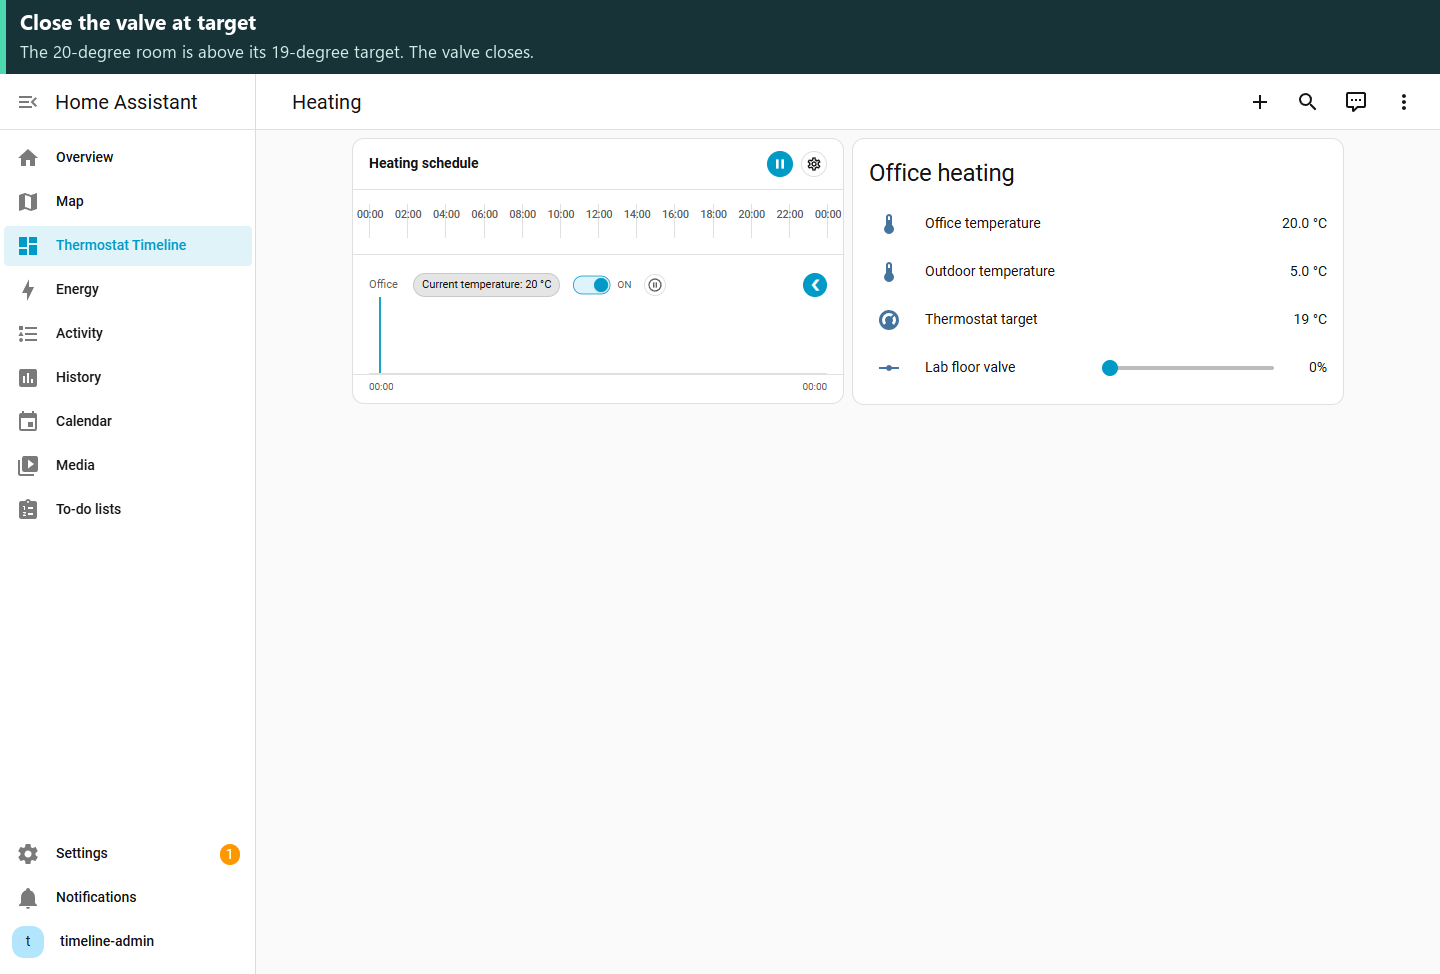 Close the valve at target
The 20-degree room is above its 19-degree target. The valve closes.
Home Assistant
Heating
Overview
Map
Thermostat Timeline
Energy
Activity
History
Calendar
Media
To-do lists
Settings
1
Notifications
t
timeline-admin
Heating schedule
00:00 02:00 04:00 06:00 08:00 10:00 12:00 14:00 16:00 18:00 20:00 22:00 00:00
Office
Current temperature: 20 °C
ON
00:00
00:00
Office heating
Office temperature 20.0 °C
Outdoor temperature 5.0 °C
Thermostat target 19 °C
Lab floor valve 0%